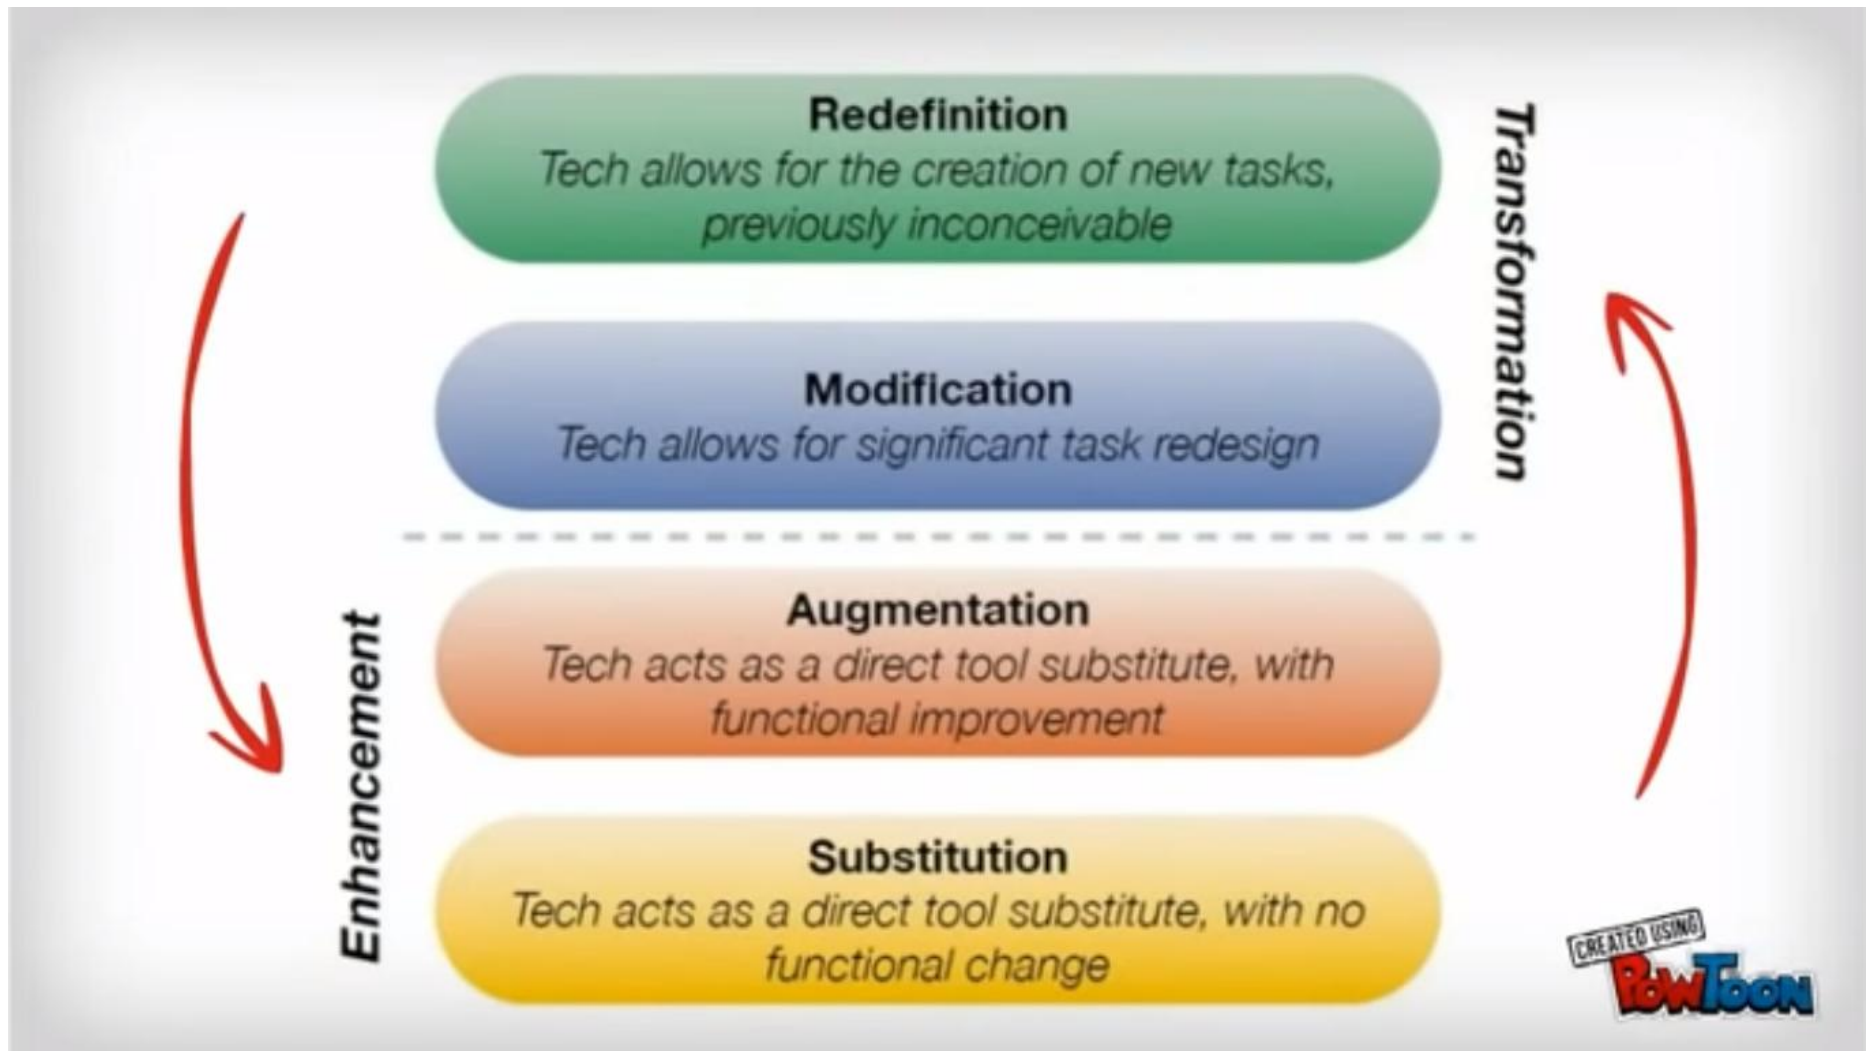 Redefinition
Tech allows for the creation of new tasks,
previously inconceivable
Transformation
Modification
Tech allows for significant task redesign
Augmentation
Tech acts as a direct tool substitute, with
functional improvement
Enhancement
Substitution
Tech acts as a direct tool substitute, with no
functional change
CREATED USING
POWTOON